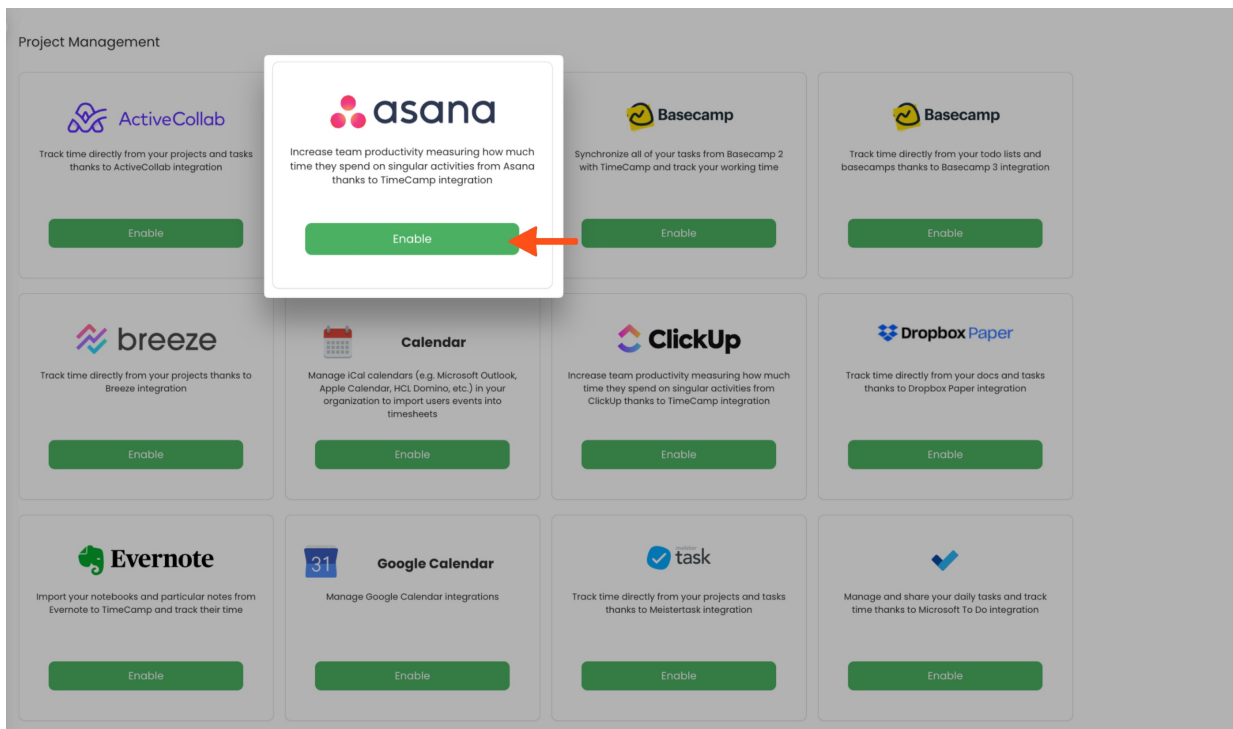 Project Management
ActiveCollab
Track time directly from your projects and tasks
thanks to ActiveCollab integration
Enable
asana
Increase team productivity measuring how much
time they spend on singular activities from Asana
thanks to TimeCamp integration
Enable
Basecamp
Synchronize all of your tasks from Basecamp 2
with TimeCamp and track your working time
Enable
Basecamp
Track time directly from your todo lists and
basecamps thanks to Basecamp 3 integration
Enable
breeze
Track time directly from your projects thanks to
Breeze integration
Enable
Calendar
Manage iCal calendars (e.g. Microsoft Outlook,
Apple Calendar, HCL Domino, etc.) in your
organization to import users events into
timesheets
Enable
ClickUp
Increase team productivity measuring how much
time they spend on singular activities from
ClickUp thanks to TimeCamp integration
Enable
Dropbox Paper
Track time directly from your docs and tasks
thanks to Dropbox Paper integration
Enable
Evernote
Import your notebooks and particular notes from
Evernote to TimeCamp and track their time
Enable
31
Google Calendar
Manage Google Calendar integrations
Enable
meister
task
Track time directly from your projects and tasks
thanks to Meistertask integration
Enable
Manage and share your daily tasks and track
time thanks to Microsoft To Do integration
Enable